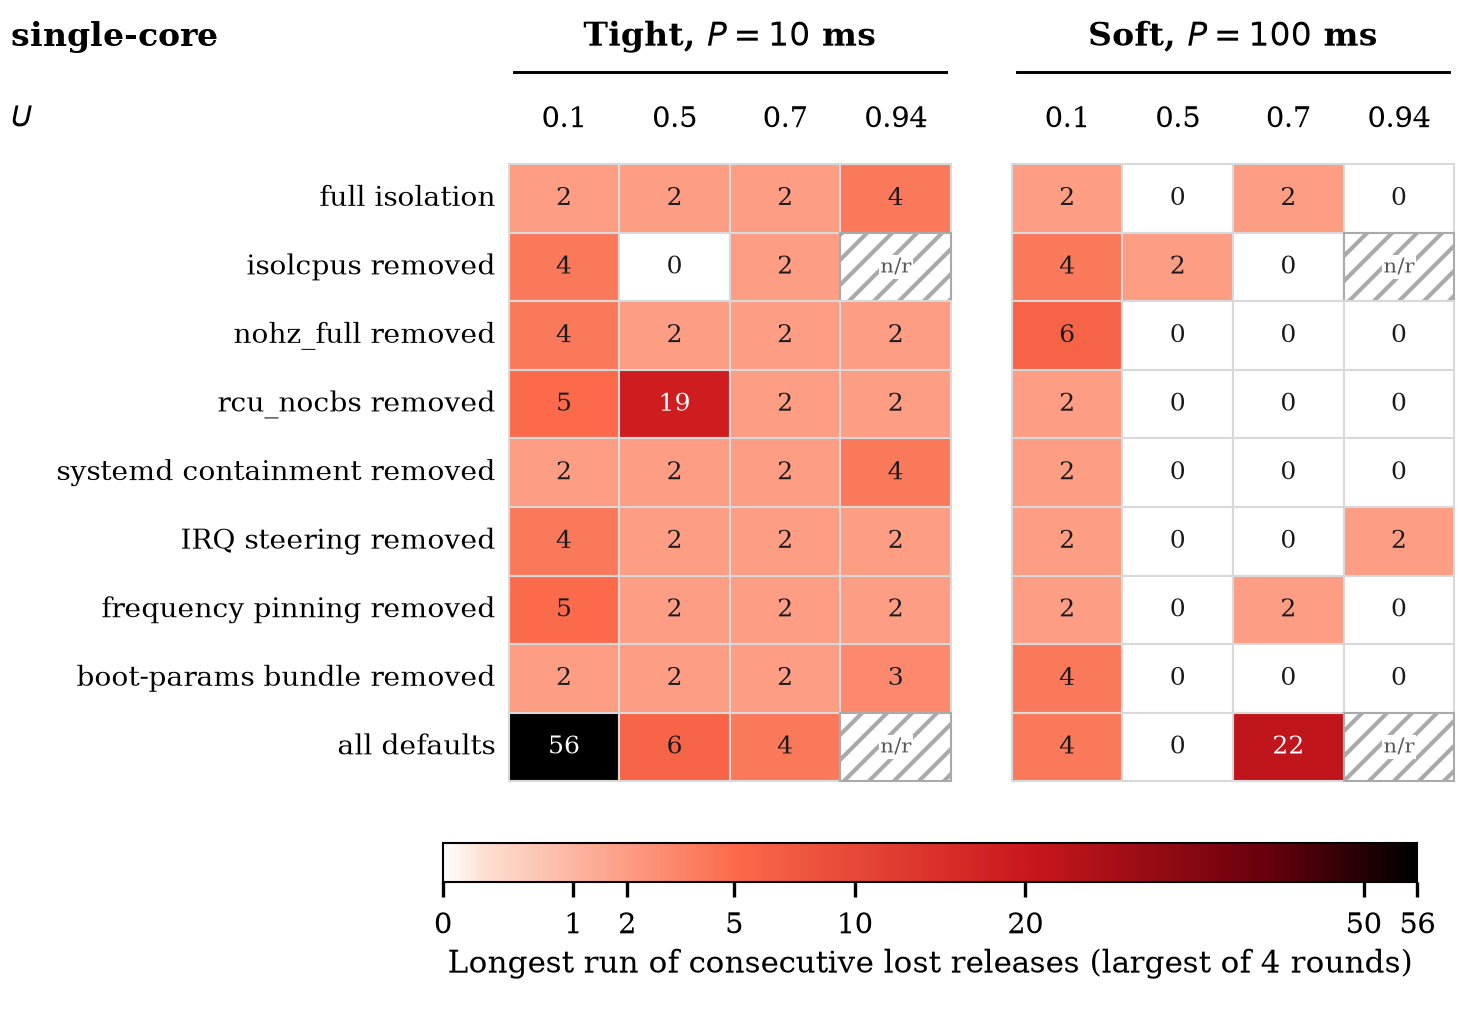 single-core Tight, P = 10 ms Soft, P = 100 ms
U 0.1 0.5 0.7 0.94 0.1 0.5 0.7 0.94
full isolation 2 2 2 4 2 0 2 0
isolcpus removed 4 0 2 n/r 4 2 0 n/r
nohz_full removed 4 2 2 2 6 0 0 0
rcu_nocbs removed 5 19 2 2 2 0 0 0
systemd containment removed 2 2 2 4 2 0 0 0
IRQ steering removed 4 2 2 2 2 0 0 2
frequency pinning removed 5 2 2 2 2 0 2 0
boot-params bundle removed 2 2 2 3 4 0 0 0
all defaults 56 6 4 n/r 4 0 22 n/r
0 1 2 5 10 20 50 56
Longest run of consecutive lost releases (largest of 4 rounds)